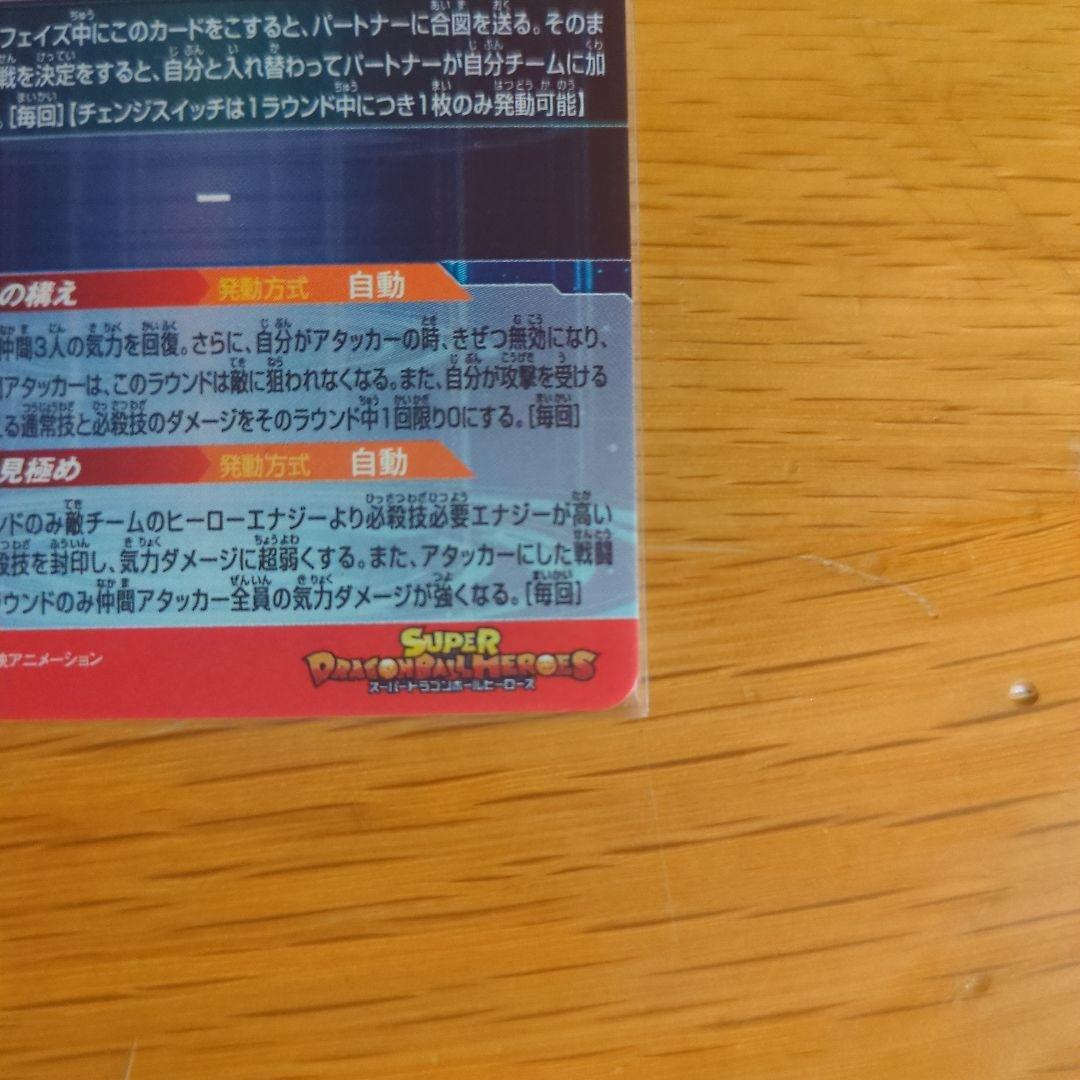 フェイズ中にこのカードをこすると、パートナーに合図を送る。そのま
戦を決定をすると、自分と入れ替わってパートナーが自分チームに加
。[毎回]【チェンジスイッチは1ラウンド中につき1枚のみ発動可能】
ー
の構え 発動方式 自動
仲間3人の気力を回復。さらに、自分がアタッカーの時、きぜつ無効になり、
アタッカーは、このラウンドは敵に狙われなくなる。また、自分が攻撃を受ける
る通常技と必殺技のダメージをそのラウンド中1回限り0にする。[毎回]
見極め 発動方式 自動
ンドのみ敵チームのヒーローエナジーより必殺技必要エナジーが高い
殺技を封印し、気力ダメージに超弱くする。また、アタッカーにした戦闘
ラウンドのみ仲間アタッカー全員の気力ダメージが強くなる。[毎回]
映アニメーション
SUPER
DRAGONBALL HEROES
スーパードラゴンボールヒーローズ